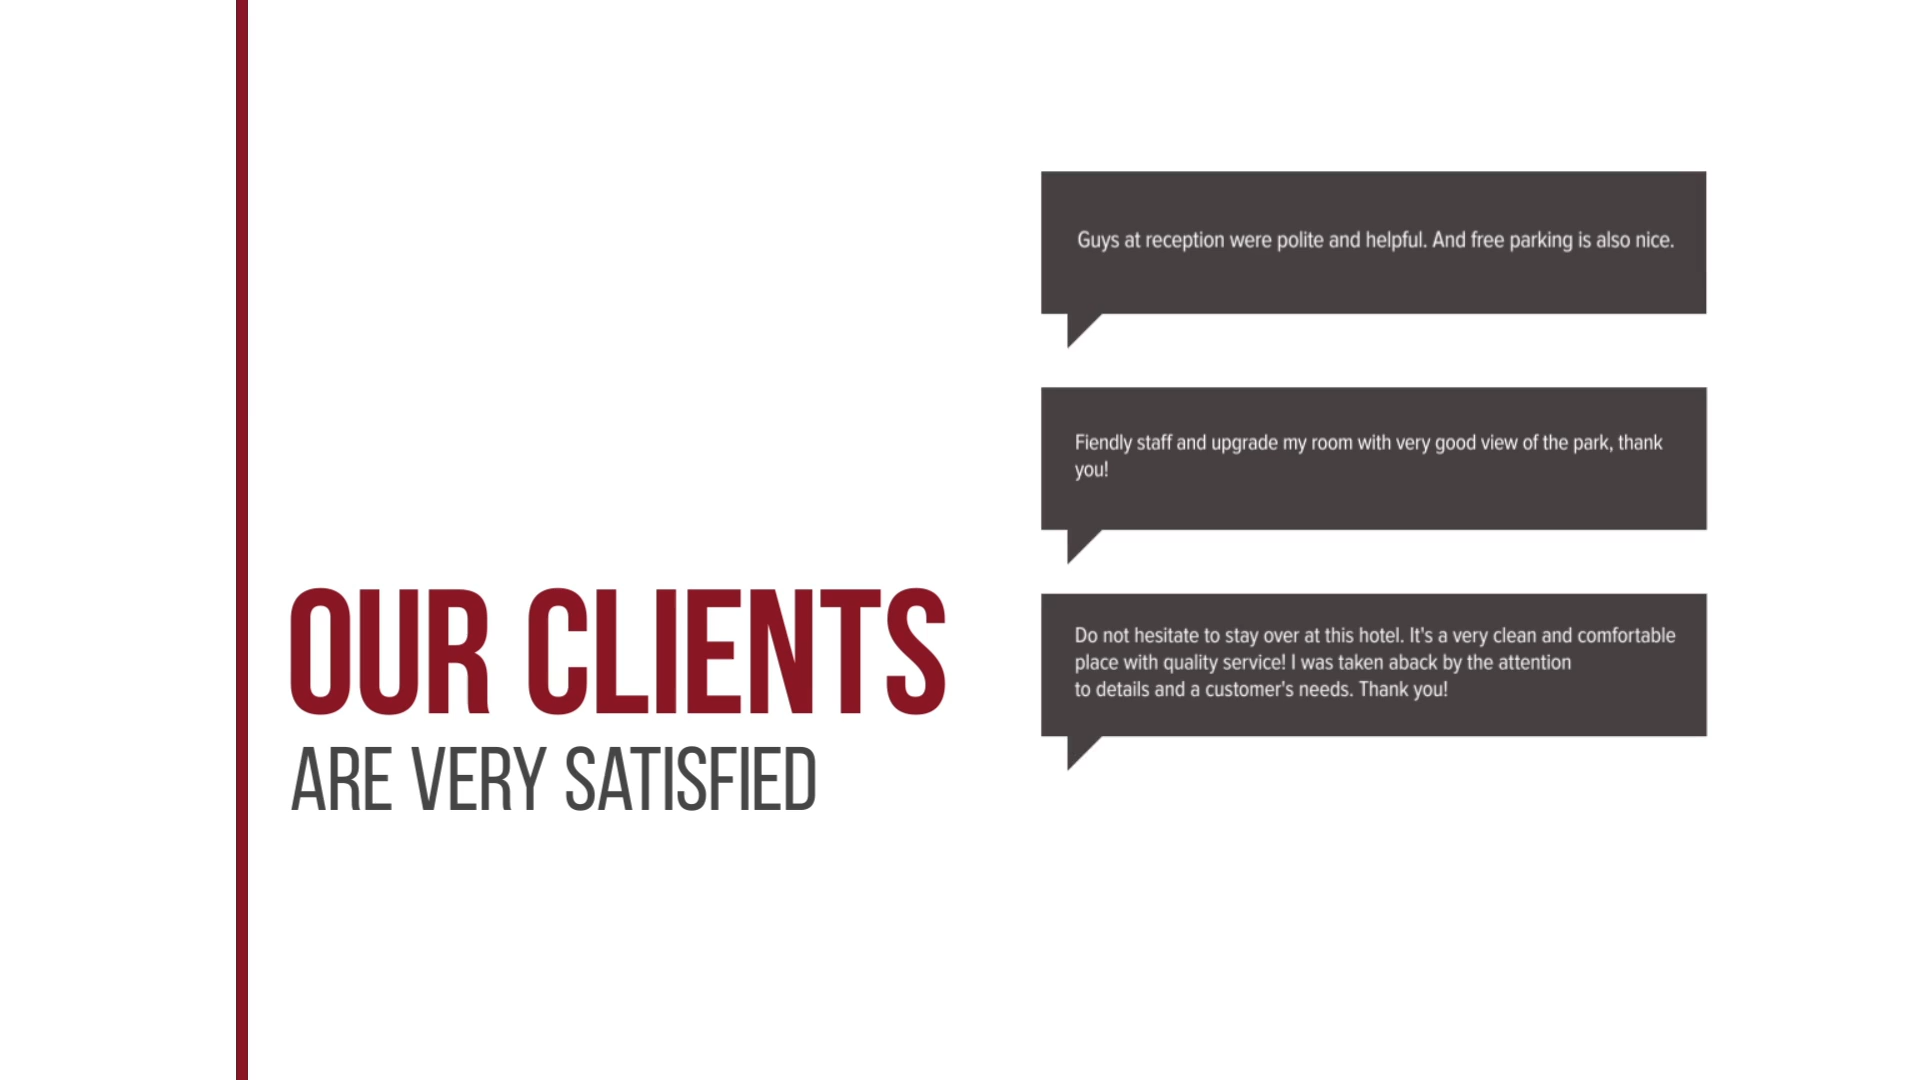 OUR CLIENTS
ARE VERY SATISFIED
Guys at reception were polite and helpful. And free parking is also nice.
Fiendly staff and upgrade my room with very good view of the park, thank
you!
Do not hesitate to stay over at this hotel. It's a very clean and comfortable
place with quality service! I was taken aback by the attention
to details and a customer's needs. Thank you!